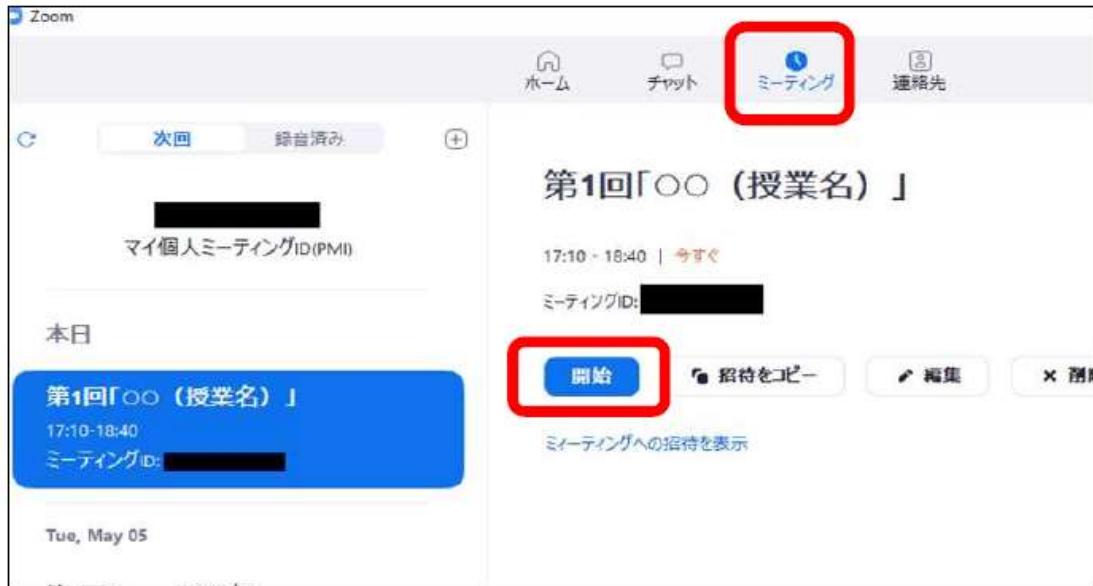 Zoom
ホーム
チャット
ミーティング
連絡先
次回
録音済み
マイ個人ミーティングID(PMI)
本日
第1回「○○（授業名）」
17:10-18:40
ミーティングID:
Tue, May 05
第1回「○○（授業名）」
17:10 - 18:40 | 今すぐ
ミーティングID:
開始
招待をコピー
編集
ミーティングへの招待を表示